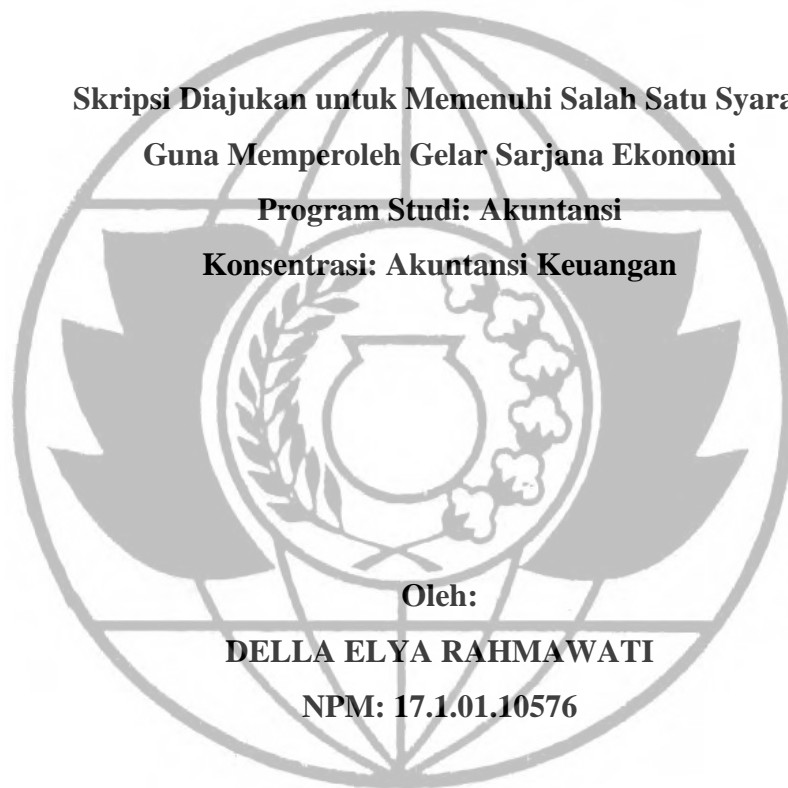 Skripsi Diajukan untuk Memenuhi Salah Satu Syara
Guna Memperoleh Gelar Sarjana Ekonomi
Program Studi: Akuntansi
Konsentrasi: Akuntansi Keuangan
Oleh:
DELLA ELYA RAHMAWATI
NPM: 17.1.01.10576